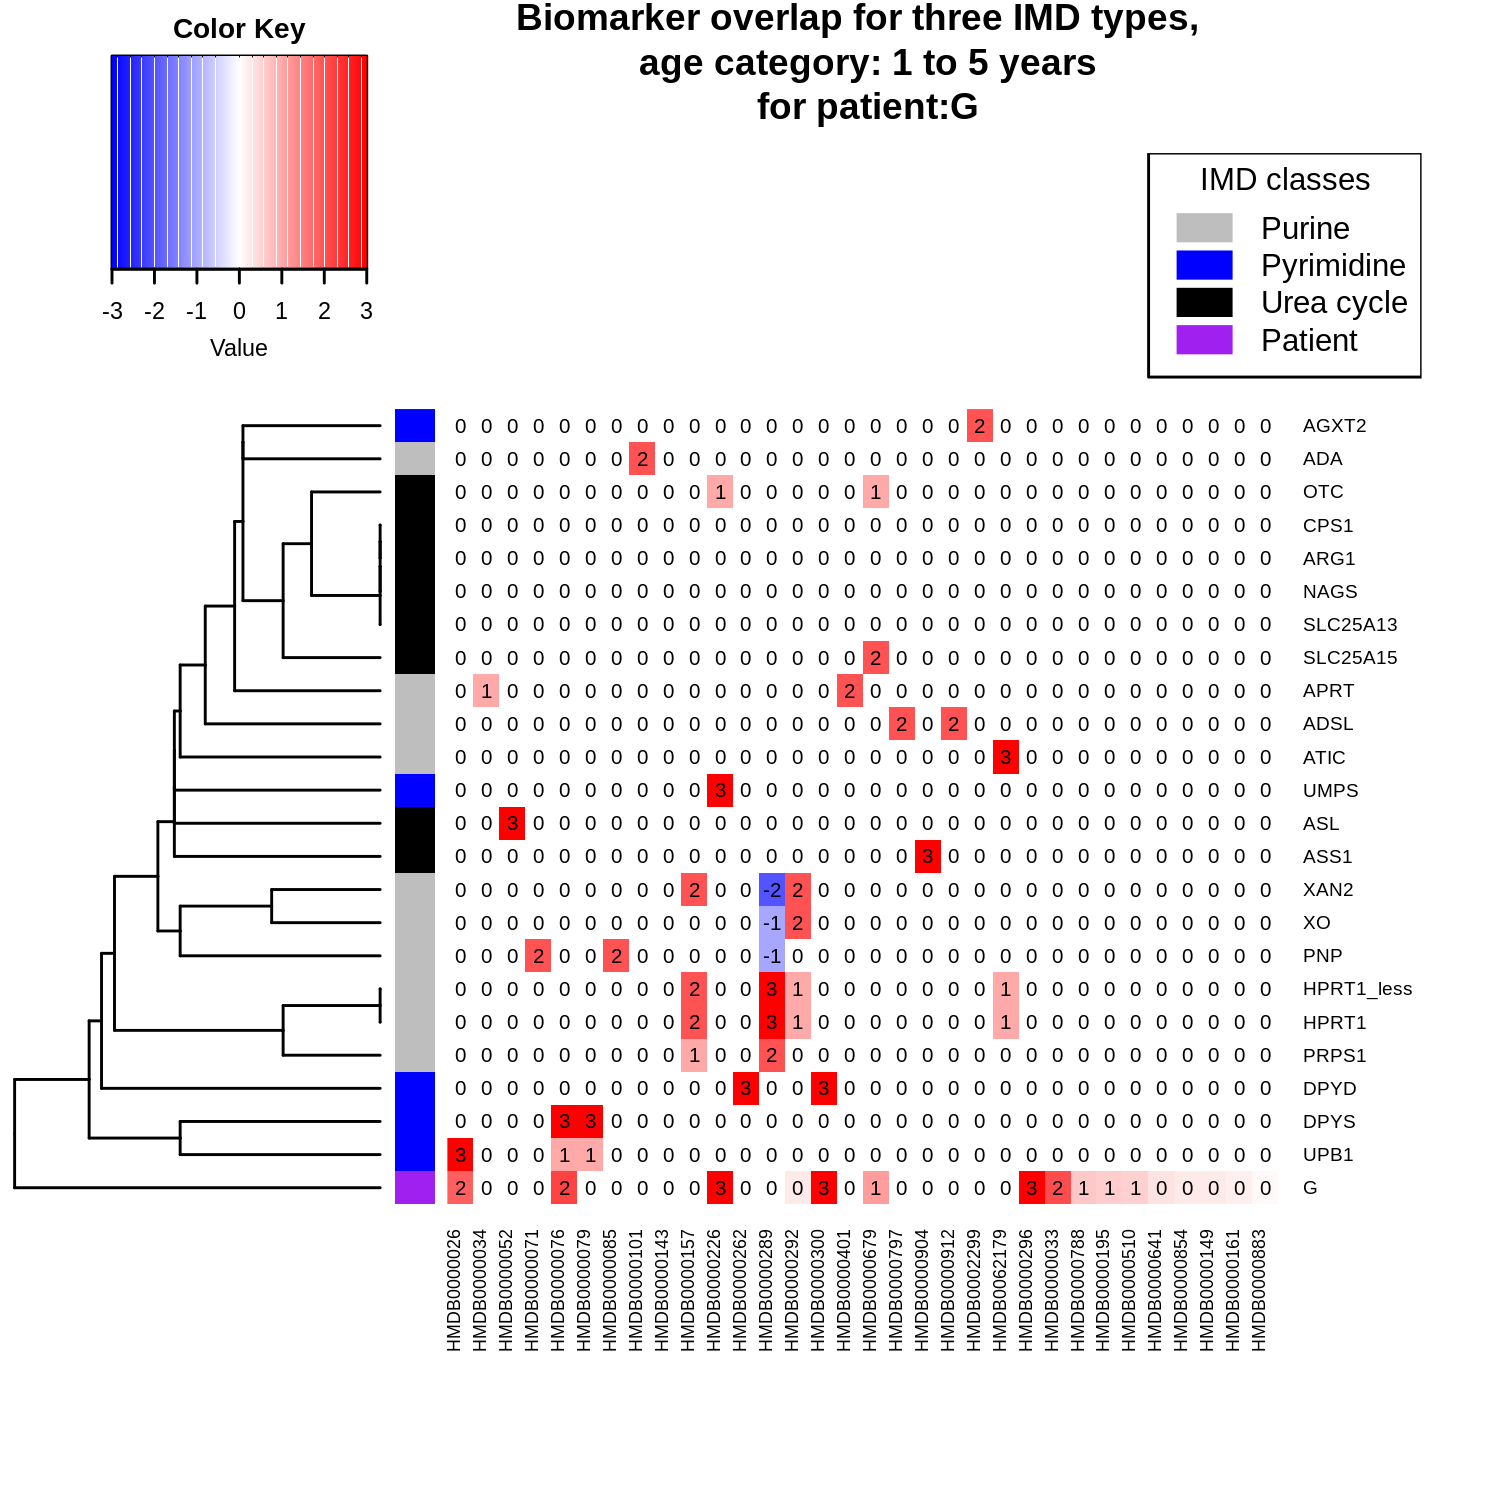 Color Key
-3 -2 -1 0 1 2 3
Value
Biomarker overlap for three IMD types,
age category: 1 to 5 years
for patient:G
IMD classes
Purine
Pyrimidine
Urea cycle
Patient
0 0 0 0 0 0 0 0 0 0 0 0 0 0 0 0 0 0 0 0 2 0 0 0 0 0 0 0 0 0 0 0 AGXT2
0 0 0 0 0 0 0 2 0 0 0 0 0 0 0 0 0 0 0 0 0 0 0 0 0 0 0 0 0 0 0 0 ADA
0 0 0 0 0 0 0 0 0 0 1 0 0 0 0 0 1 0 0 0 0 0 0 0 0 0 0 0 0 0 0 0 OTC
0 0 0 0 0 0 0 0 0 0 0 0 0 0 0 0 0 0 0 0 0 0 0 0 0 0 0 0 0 0 0 0 CPS1
0 0 0 0 0 0 0 0 0 0 0 0 0 0 0 0 0 0 0 0 0 0 0 0 0 0 0 0 0 0 0 0 ARG1
0 0 0 0 0 0 0 0 0 0 0 0 0 0 0 0 0 0 0 0 0 0 0 0 0 0 0 0 0 0 0 0 NAGS
0 0 0 0 0 0 0 0 0 0 0 0 0 0 0 0 0 0 0 0 0 0 0 0 0 0 0 0 0 0 0 0 SLC25A13
0 0 0 0 0 0 0 0 0 0 0 0 0 0 0 0 2 0 0 0 0 0 0 0 0 0 0 0 0 0 0 0 SLC25A15
0 1 0 0 0 0 0 0 0 0 0 0 0 0 0 2 0 0 0 0 0 0 0 0 0 0 0 0 0 0 0 0 APRT
0 0 0 0 0 0 0 0 0 0 0 0 0 0 0 0 0 2 0 2 0 0 0 0 0 0 0 0 0 0 0 0 ADSL
0 0 0 0 0 0 0 0 0 0 0 0 0 0 0 0 0 0 0 0 0 3 0 0 0 0 0 0 0 0 0 0 ATIC
0 0 0 0 0 0 0 0 0 0 3 0 0 0 0 0 0 0 0 0 0 0 0 0 0 0 0 0 0 0 0 0 UMPS
0 0 3 0 0 0 0 0 0 0 0 0 0 0 0 0 0 0 0 0 0 0 0 0 0 0 0 0 0 0 0 0 ASL
0 0 0 0 0 0 0 0 0 0 0 0 0 0 0 0 0 0 3 0 0 0 0 0 0 0 0 0 0 0 0 0 ASS1
0 0 0 0 0 0 0 0 0 2 0 0 -2 2 0 0 0 0 0 0 0 0 0 0 0 0 0 0 0 0 0 0 XAN2
0 0 0 0 0 0 0 0 0 0 0 0 -1 2 0 0 0 0 0 0 0 0 0 0 0 0 0 0 0 0 0 0 XO
0 0 0 2 0 0 2 0 0 0 0 0 -1 0 0 0 0 0 0 0 0 0 0 0 0 0 0 0 0 0 0 0 PNP
0 0 0 0 0 0 0 0 0 2 0 0 3 1 0 0 0 0 0 0 0 1 0 0 0 0 0 0 0 0 0 0 HPRT1_less
0 0 0 0 0 0 0 0 0 2 0 0 3 1 0 0 0 0 0 0 0 1 0 0 0 0 0 0 0 0 0 0 HPRT1
0 0 0 0 0 0 0 0 0 1 0 0 2 0 0 0 0 0 0 0 0 0 0 0 0 0 0 0 0 0 0 0 PRPS1
0 0 0 0 0 0 0 0 0 0 0 3 0 0 3 0 0 0 0 0 0 0 0 0 0 0 0 0 0 0 0 0 DPYD
0 0 0 0 3 3 0 0 0 0 0 0 0 0 0 0 0 0 0 0 0 0 0 0 0 0 0 0 0 0 0 0 DPYS
3 0 0 0 1 1 0 0 0 0 0 0 0 0 0 0 0 0 0 0 0 0 0 0 0 0 0 0 0 0 0 0 UPB1
2 0 0 0 2 0 0 0 0 0 3 0 0 0 3 0 1 0 0 0 0 0 3 2 1 1 1 0 0 0 0 0 G
HMDB0000026
HMDB0000034
HMDB0000052
HMDB0000071
HMDB0000076
HMDB0000079
HMDB0000085
HMDB0000101
HMDB0000143
HMDB0000157
HMDB0000226
HMDB0000262
HMDB0000289
HMDB0000292
HMDB0000300
HMDB0000401
HMDB0000679
HMDB0000797
HMDB0000904
HMDB0000912
HMDB0002299
HMDB0062179
HMDB0000296
HMDB0000033
HMDB0000788
HMDB0000195
HMDB0000510
HMDB0000641
HMDB0000854
HMDB0000149
HMDB0000161
HMDB0000883